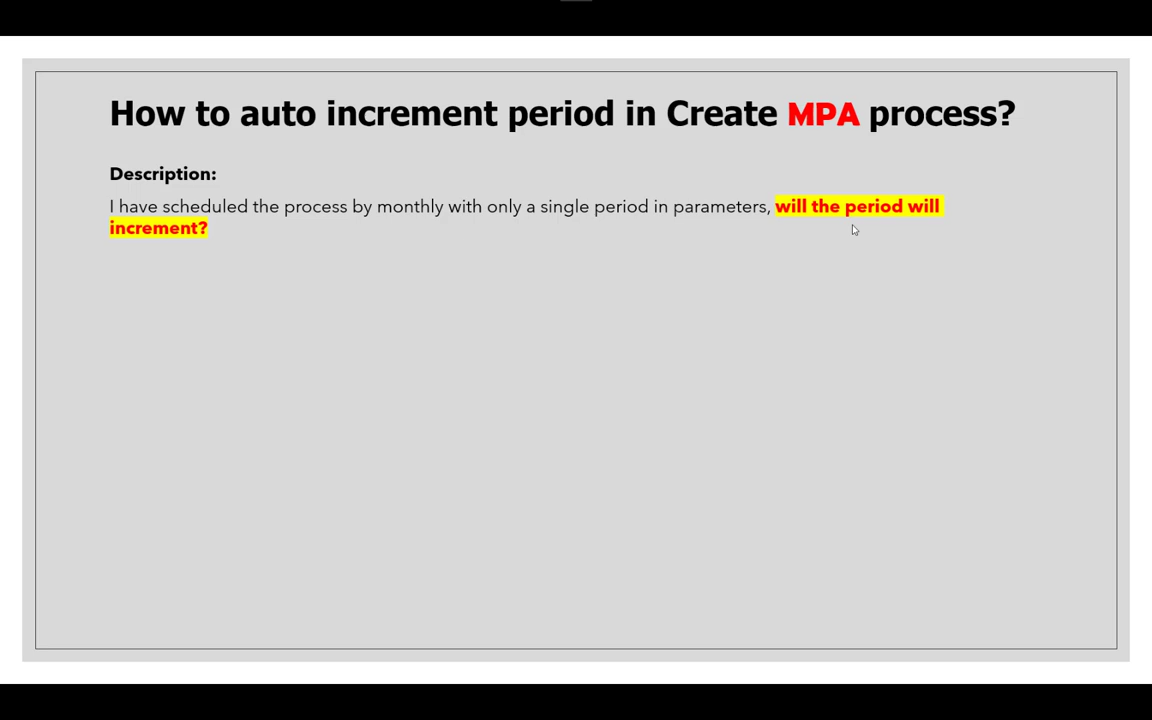 How to auto increment period in Create MPA process?
Description:
I have scheduled the process by monthly with only a single period in parameters, will the period will
increment?